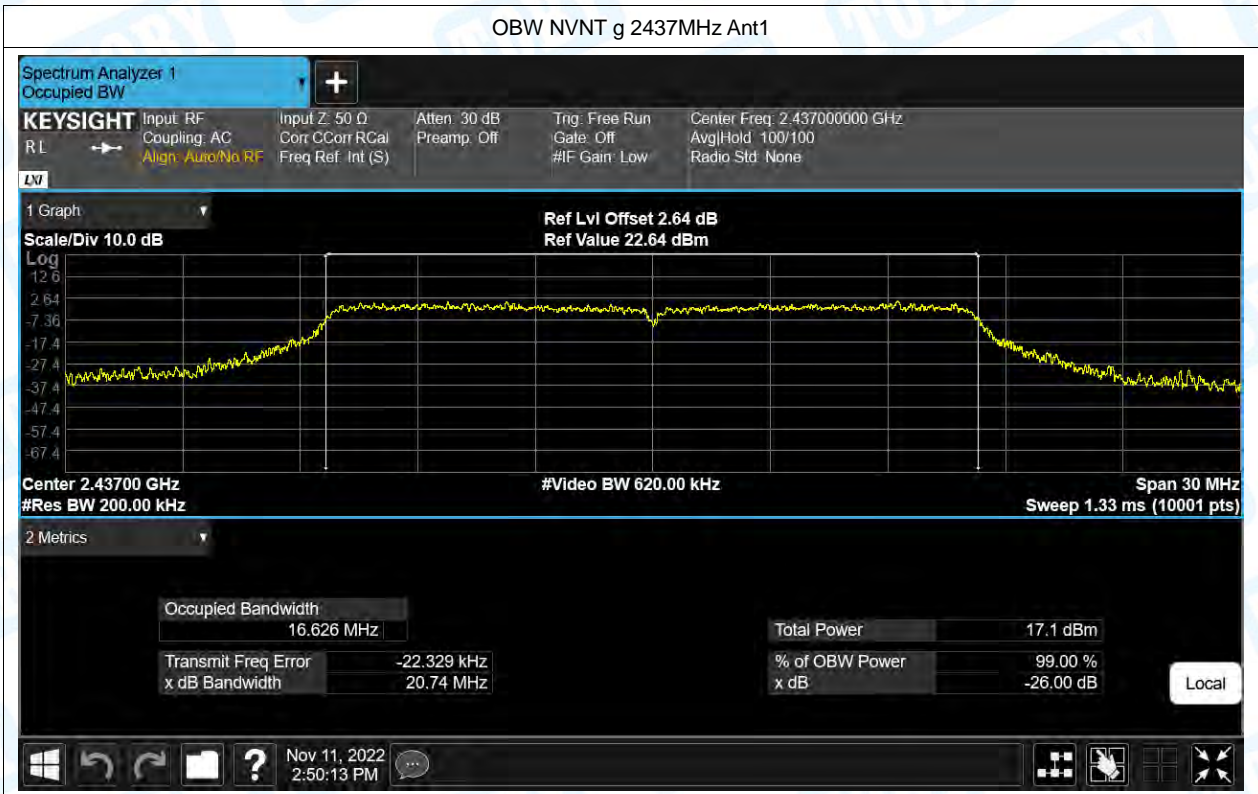 OBW NVNT g 2437MHz Ant1
Spectrum Analyzer 1
Occupied BW
+
KEYSIGHT
R L
LXI
Input: RF
Coupling: AC
Align: Auto/No RF
Input Z: 50 Ω
Corr CCorr RCal
Freq Ref: Int (S)
Atten: 30 dB
Preamp: Off
Trig: Free Run
Gate: Off
#IF Gain: Low
Center Freq: 2.437000000 GHz
Avg|Hold: 100/100
Radio Std: None
1 Graph
Scale/Div 10.0 dB
Ref Lvl Offset 2.64 dB
Ref Value 22.64 dBm
Log
12.6
2.64
-7.36
-17.4
-27.4
-37.4
-47.4
-57.4
-67.4
Center 2.43700 GHz
#Video BW 620.00 kHz
Span 30 MHz
#Res BW 200.00 kHz
Sweep 1.33 ms (10001 pts)
2 Metrics
Occupied Bandwidth
16.626 MHz
Total Power 17.1 dBm
Transmit Freq Error -22.329 kHz
% of OBW Power 99.00 %
x dB Bandwidth 20.74 MHz
x dB -26.00 dB
Local
?
Nov 11, 2022
2:50:13 PM